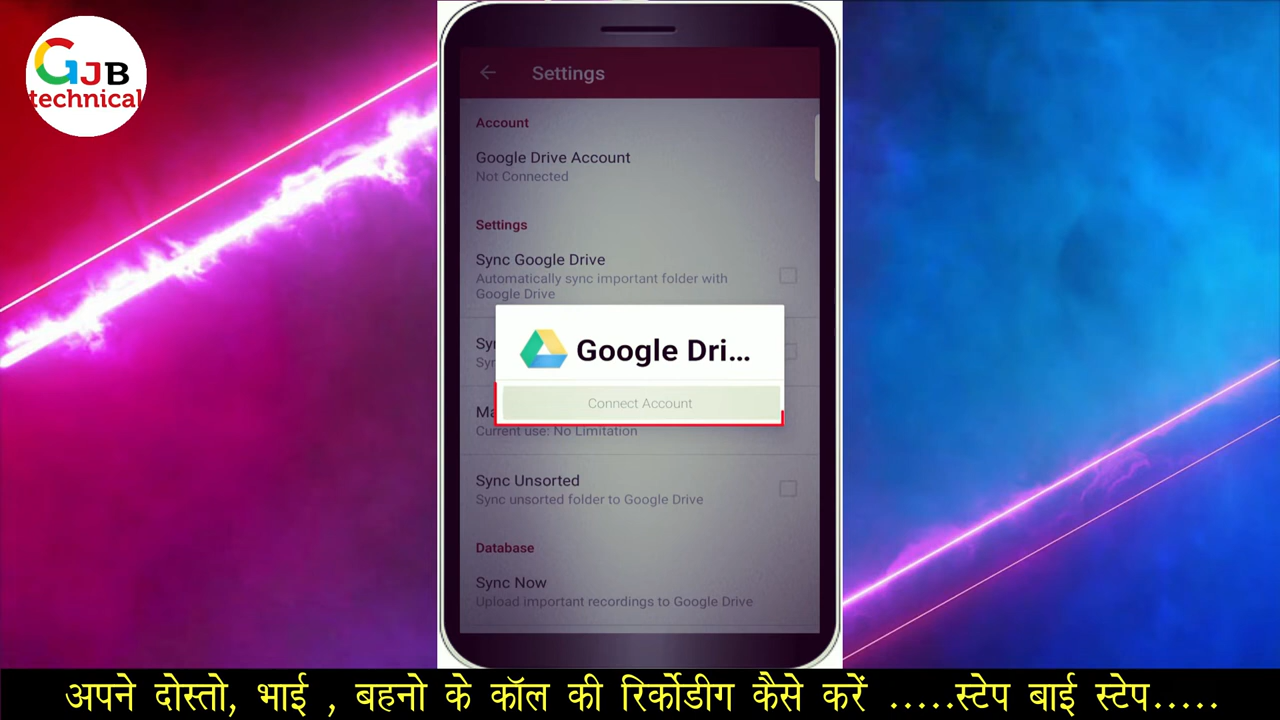 GJB
technical
Settings
Account
Google Drive Account
Not Connected
Settings
Sync Google Drive
Automatically sync important folder with
Google Drive
Google Dri...
Connect Account
Current use: No Limitation
Sync Unsorted
Sync unsorted folder to Google Drive
Database
Sync Now
Upload important recordings to Google Drive
अपने दोस्तो, भाई , बहनो के कॉल की रिर्कोडीग कैसे करें .....स्टेप बाई स्टेप.....